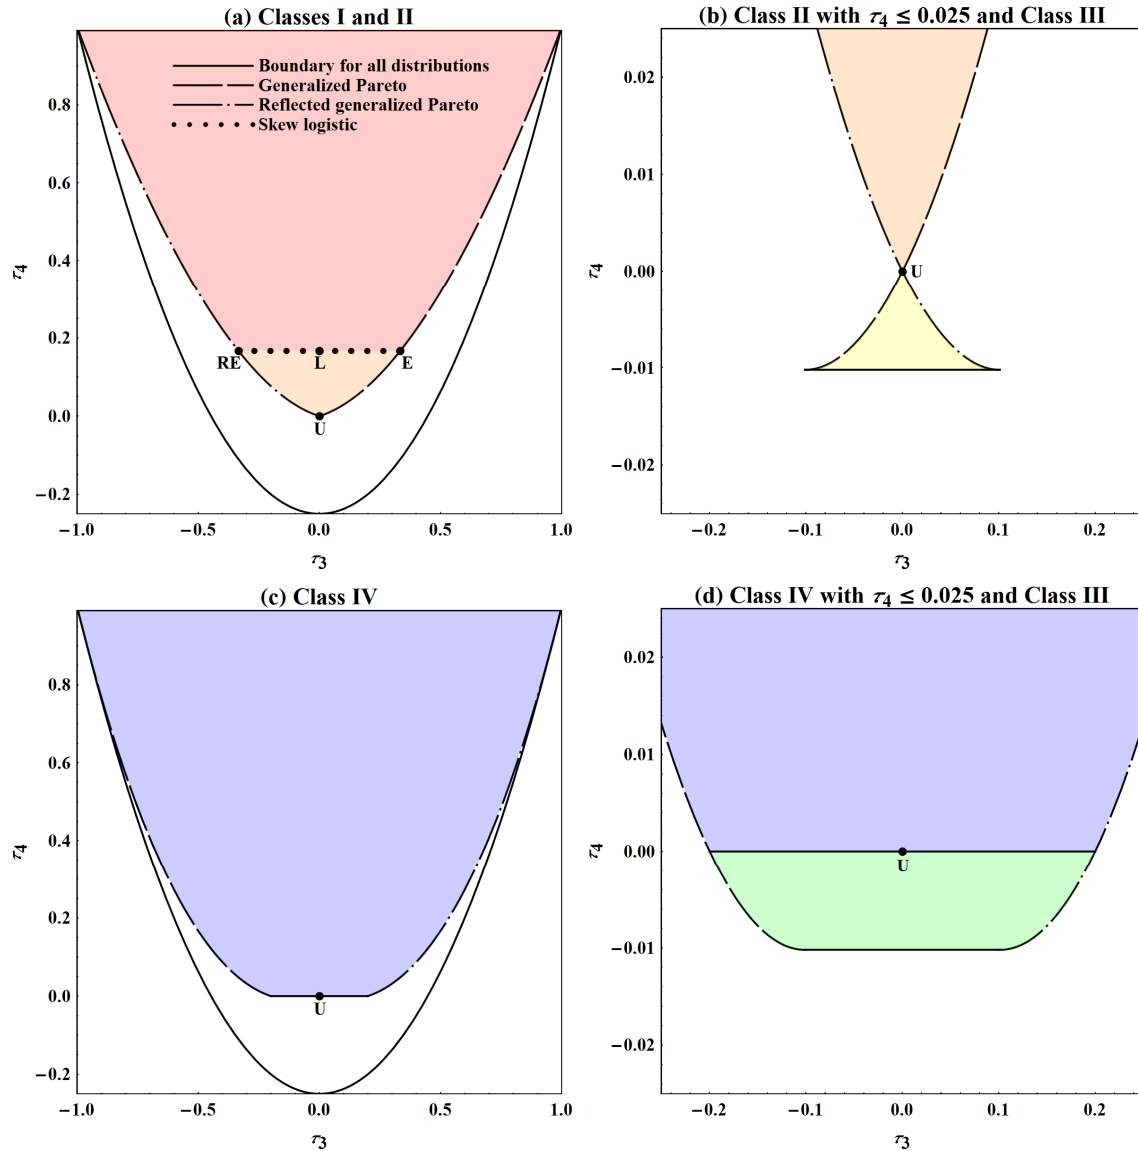 (a) Classes I and II
Boundary for all distributions
Generalized Pareto
Reflected generalized Pareto
Skew logistic
0.8
0.6
0.4
0.2
0.0
−0.2
τ4
RE
L
E
U
−1.0
−0.5
0.0
0.5
1.0
τ3
(b) Class II with τ4 ≤ 0.025 and Class III
0.02
0.01
0.00
−0.01
−0.02
τ4
U
−0.2
−0.1
0.0
0.1
0.2
τ3
(c) Class IV
0.8
0.6
0.4
0.2
0.0
−0.2
τ4
U
−1.0
−0.5
0.0
0.5
1.0
τ3
(d) Class IV with τ4 ≤ 0.025 and Class III
0.02
0.01
0.00
−0.01
−0.02
τ4
U
−0.2
−0.1
0.0
0.1
0.2
τ3